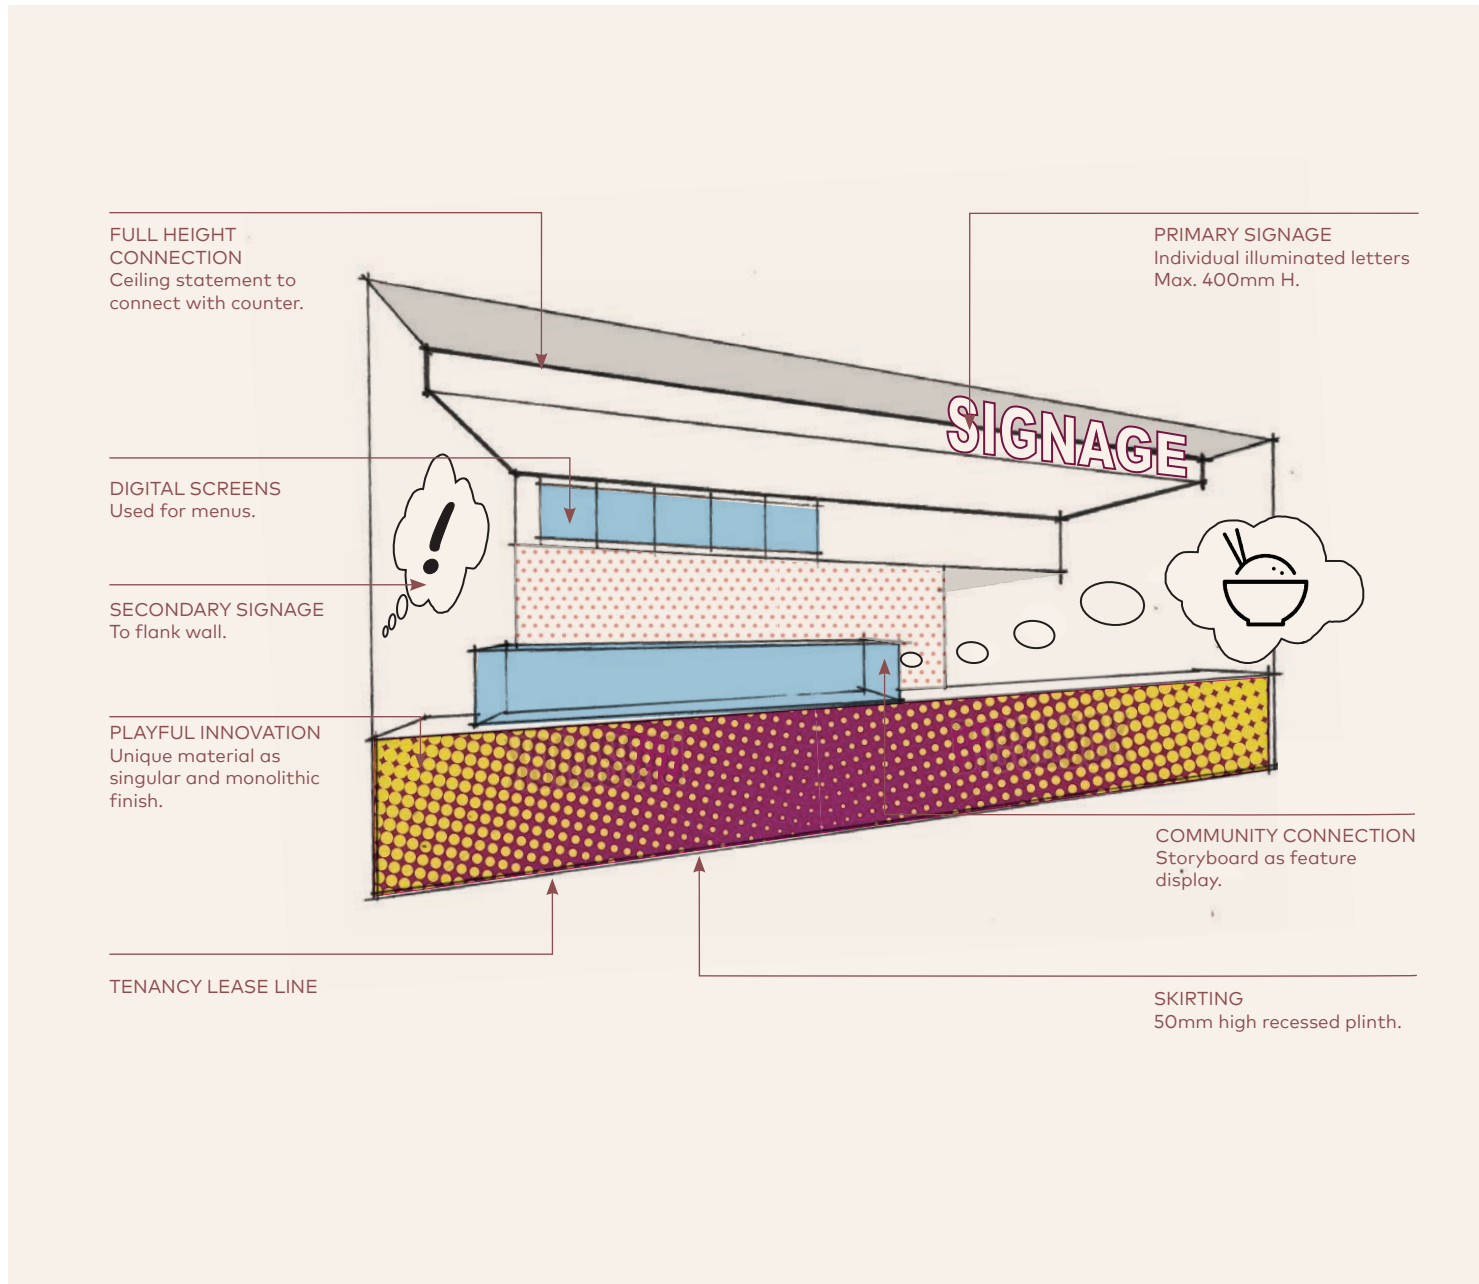 FULL HEIGHT
CONNECTION
Ceiling statement to
connect with counter.
PRIMARY SIGNAGE
Individual illuminated letters
Max. 400mm H.
SIGNAGE
DIGITAL SCREENS
Used for menus.
SECONDARY SIGNAGE
To flank wall.
PLAYFUL INNOVATION
Unique material as
singular and monolithic
finish.
COMMUNITY CONNECTION
Storyboard as feature
display.
TENANCY LEASE LINE
SKIRTING
50mm high recessed plinth.